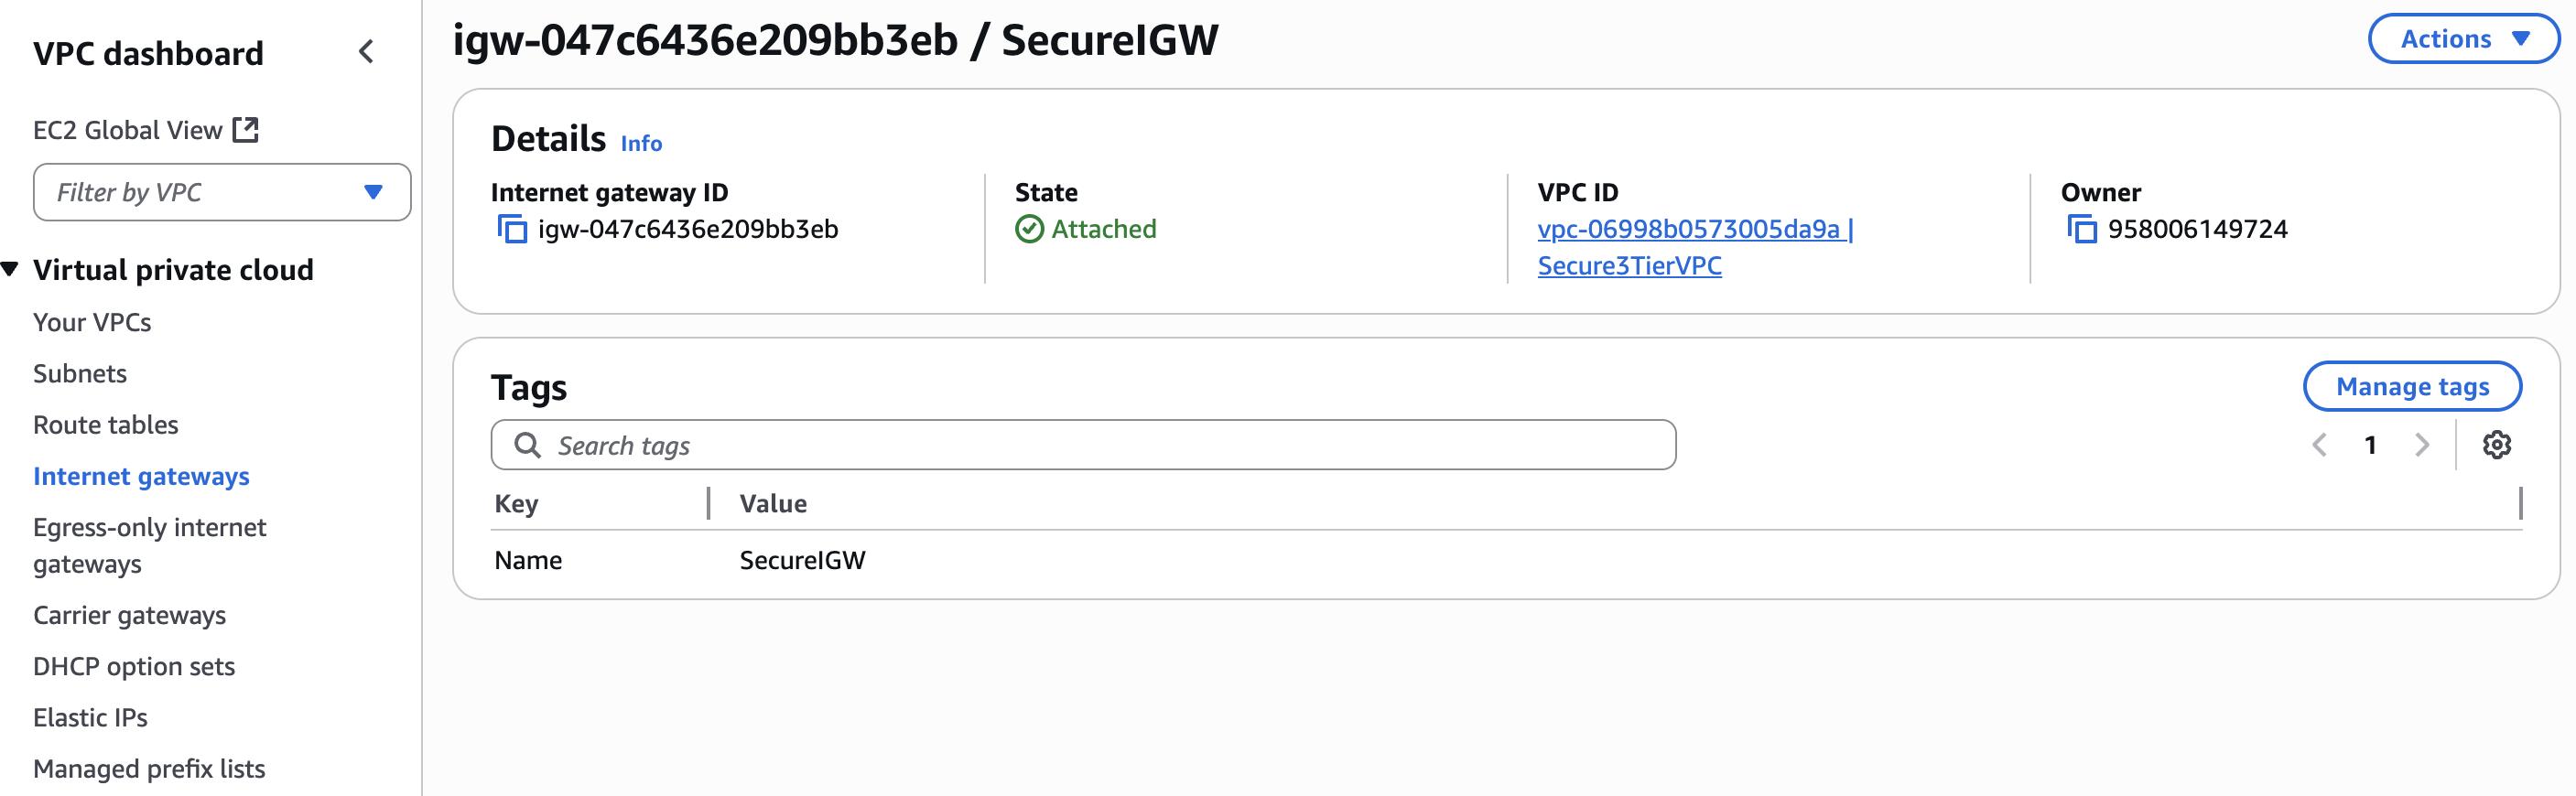 VPC dashboard
EC2 Global View
Filter by VPC
Virtual private cloud
Your VPCs
Subnets
Route tables
Internet gateways
Egress-only internet
gateways
Carrier gateways
DHCP option sets
Elastic IPs
Managed prefix lists
igw-047c6436e209bb3eb / SecureIGW
Actions
Details Info
Internet gateway ID
igw-047c6436e209bb3eb
State
Attached
VPC ID
vpc-06998b0573005da9a |
Secure3TierVPC
Owner
958006149724
Tags
Manage tags
Search tags
1
Key Value
Name SecureIGW